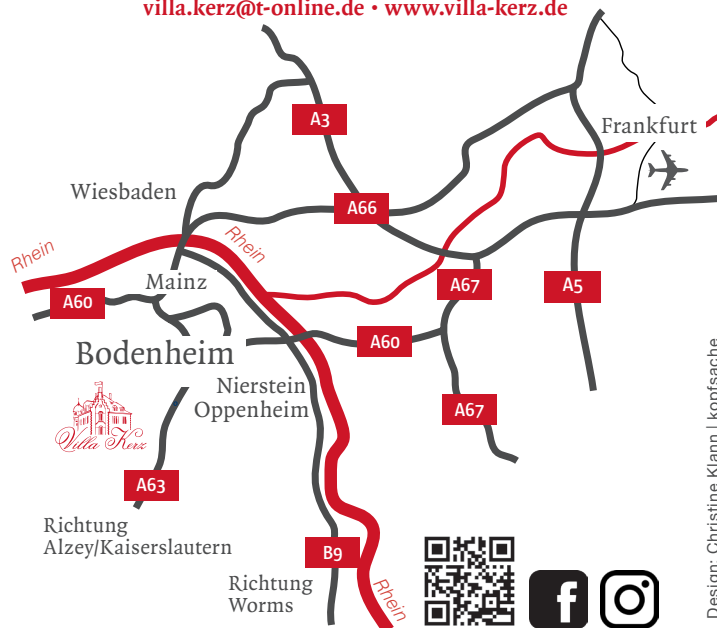 villa.kerz@t-online.de • www.villa-kerz.de
A3
Frankfurt
Wiesbaden
A66
Rhein
Rhein
Mainz
A60
A67
A5
Bodenheim
A60
Nierstein
Oppenheim
A67
Villa Kerz
A63
Richtung
Alzey/Kaiserslautern
B9
Richtung
Worms
Rhein
Design: Christine Klann | kopfsache